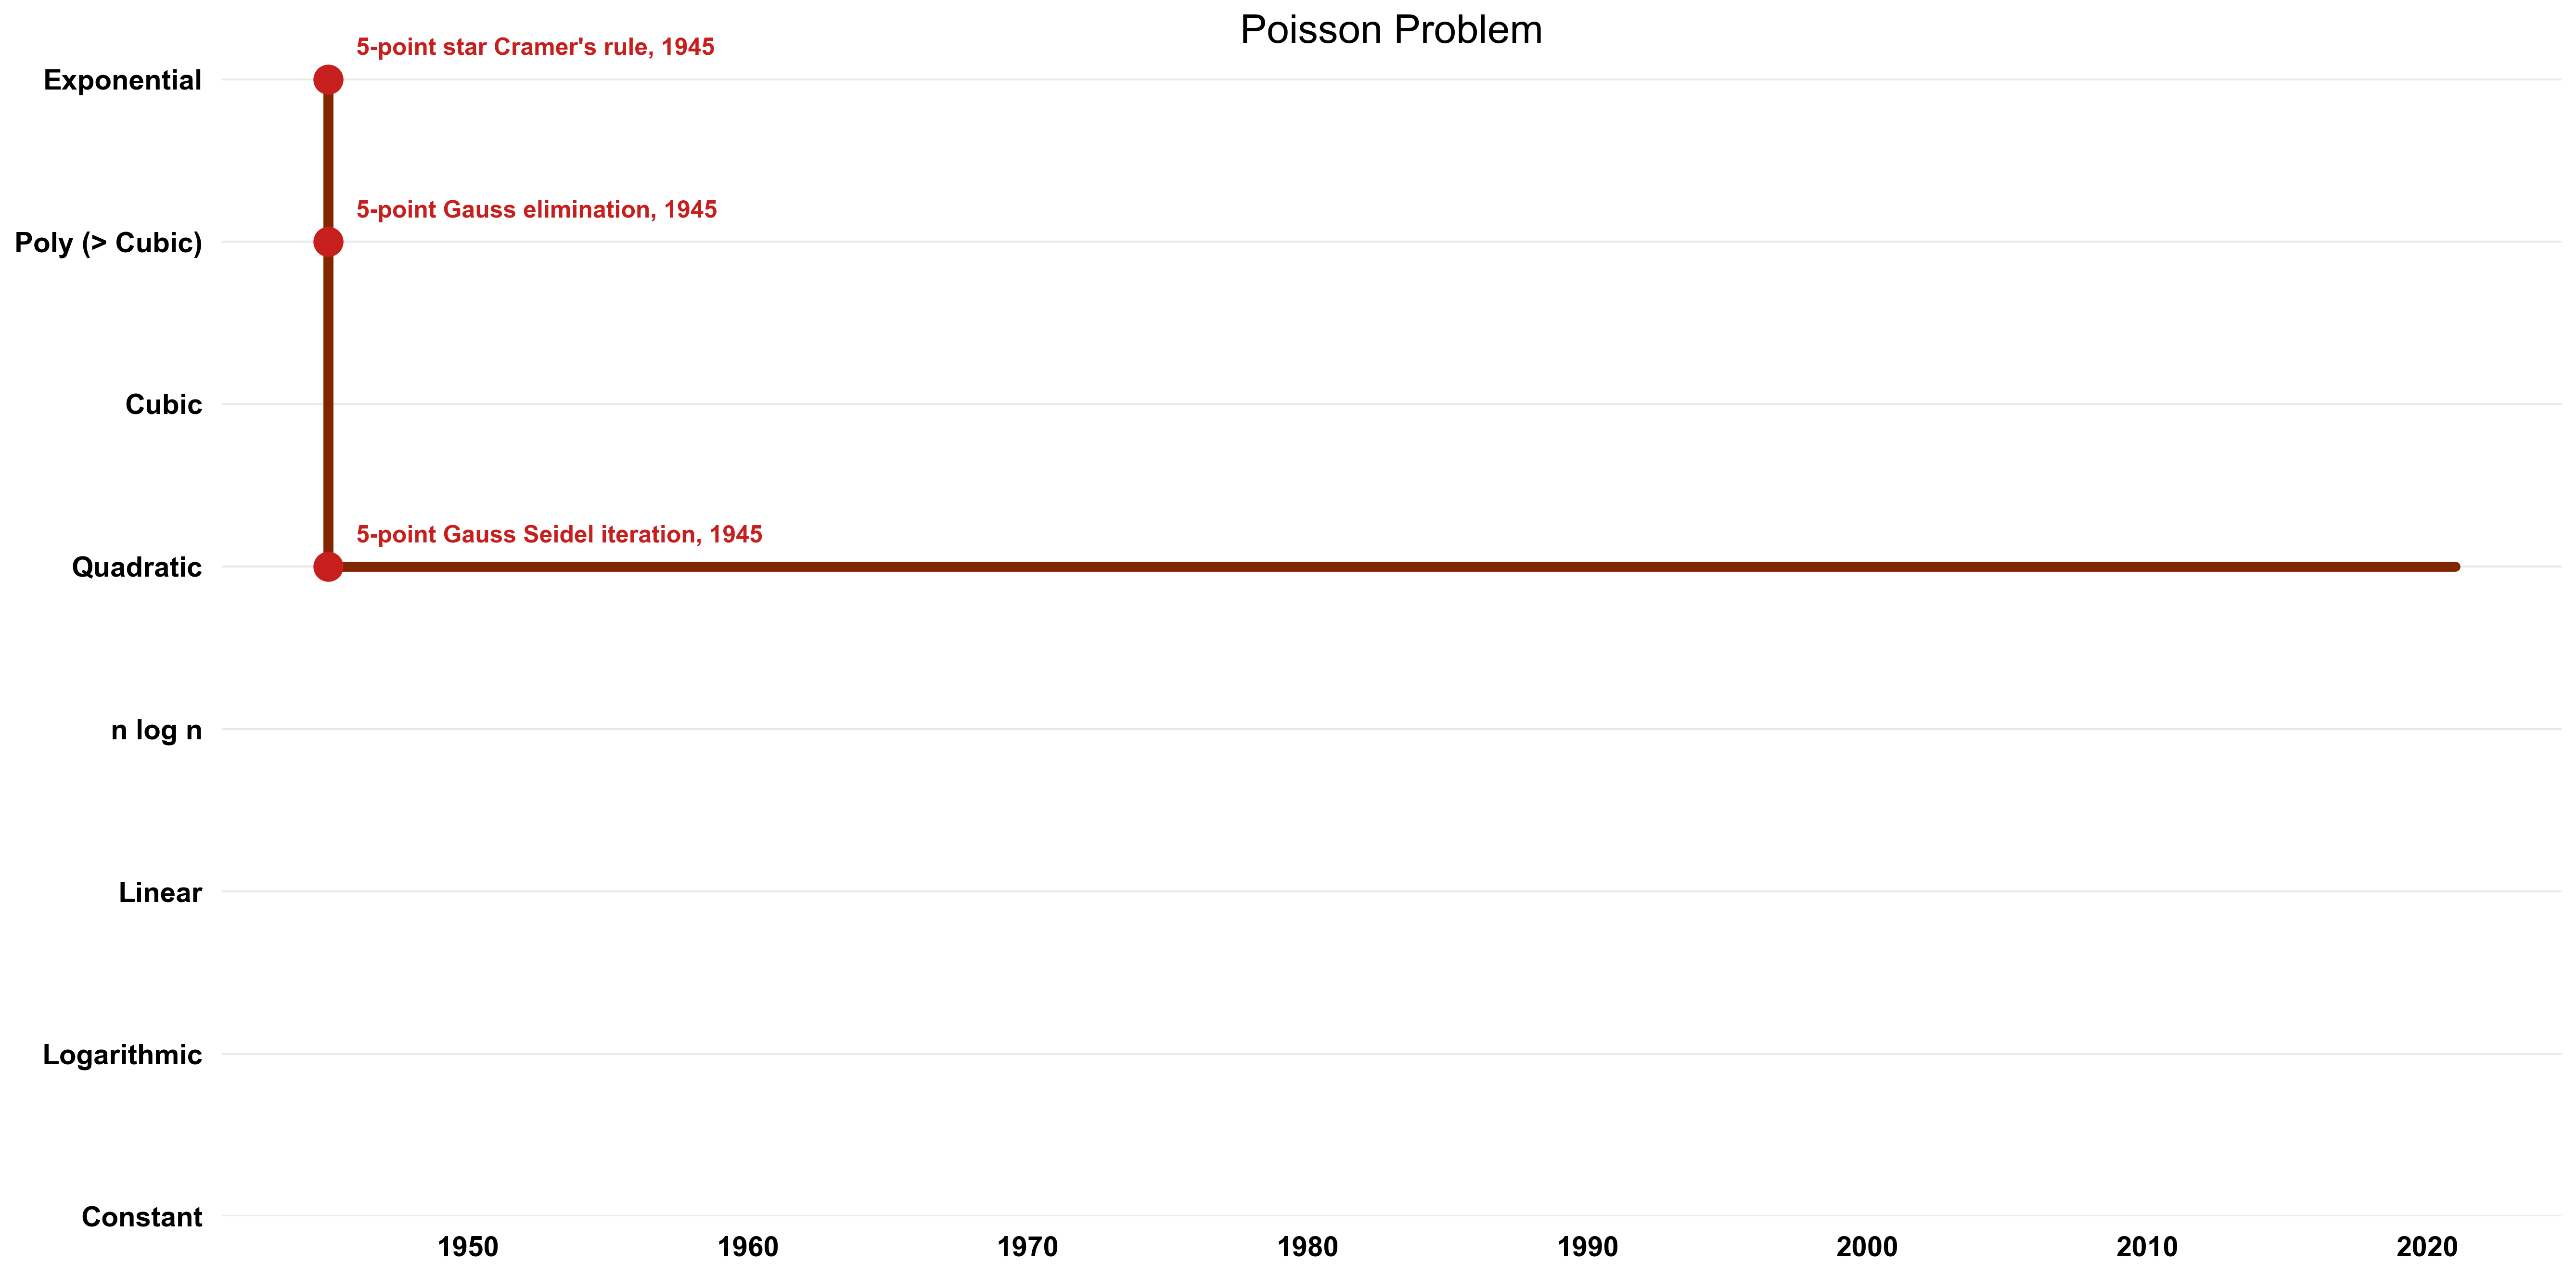 Poisson Problem
5-point star Cramer's rule, 1945
Exponential
5-point Gauss elimination, 1945
Poly (> Cubic)
Cubic
5-point Gauss Seidel iteration, 1945
Quadratic
n log n
Linear
Logarithmic
Constant
1950 1960 1970 1980 1990 2000 2010 2020